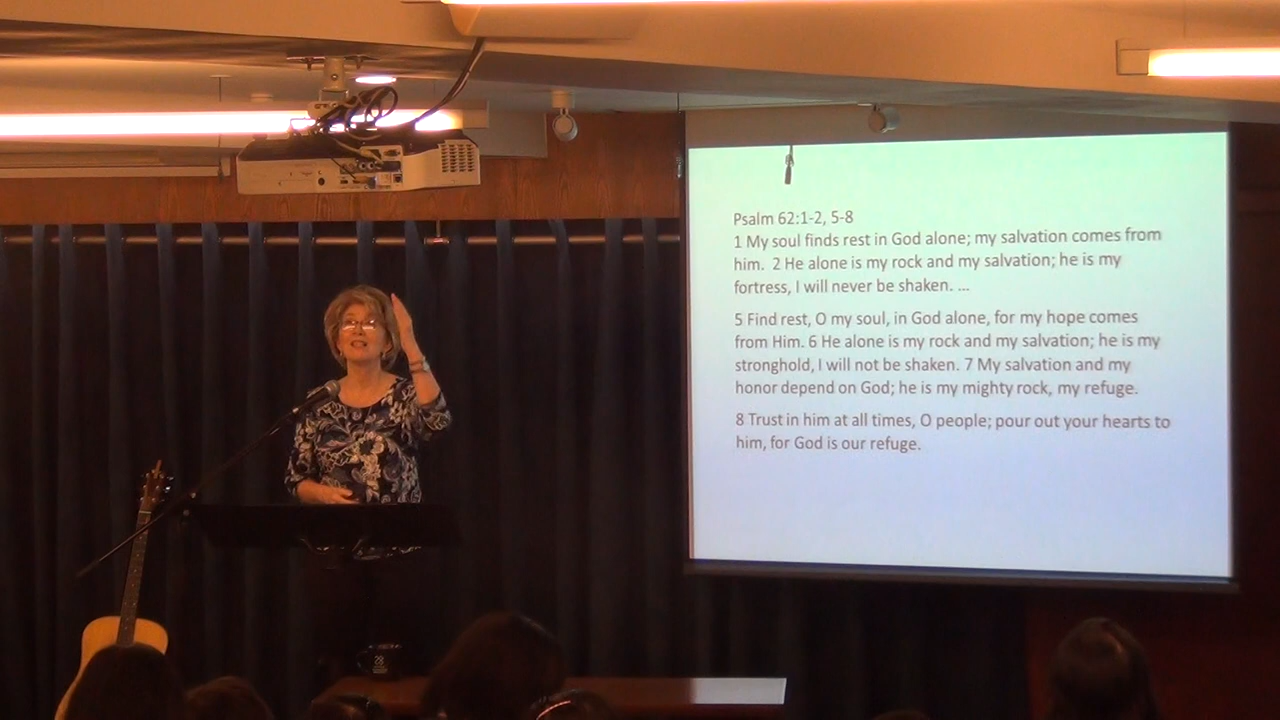 Psalm 62:1-2, 5-8
1 My soul finds rest in God alone; my salvation comes from
him.  2 He alone is my rock and my salvation; he is my
fortress, I will never be shaken. ...
5 Find rest, O my soul, in God alone, for my hope comes
from Him. 6 He alone is my rock and my salvation; he is my
stronghold, I will not be shaken. 7 My salvation and my
honor depend on God; he is my mighty rock, my refuge.
8 Trust in him at all times, O people; pour out your hearts to
him, for God is our refuge.
28